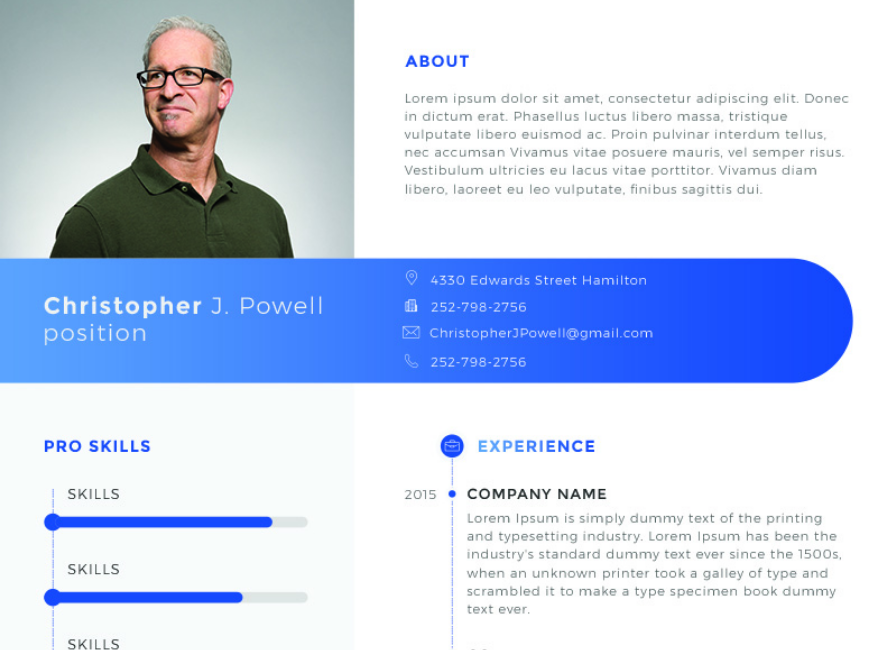 ABOUT
Lorem ipsum dolor sit amet, consectetur adipiscing elit. Donec
in dictum erat. Phasellus luctus libero massa, tristique
vulputate libero euismod ac. Proin pulvinar interdum tellus,
nec accumsan Vivamus vitae posuere mauris, vel semper risus.
Vestibulum ultricies eu lacus vitae porttitor. Vivamus diam
libero, laoreet eu leo vulputate, finibus sagittis dui.
Christopher J. Powell
position
4330 Edwards Street Hamilton
252-798-2756
ChristopherJPowell@gmail.com
252-798-2756
PRO SKILLS
SKILLS
SKILLS
SKILLS
EXPERIENCE
2015 COMPANY NAME
Lorem Ipsum is simply dummy text of the printing
and typesetting industry. Lorem Ipsum has been the
industry's standard dummy text ever since the 1500s,
when an unknown printer took a galley of type and
scrambled it to make a type specimen book dummy
text ever.